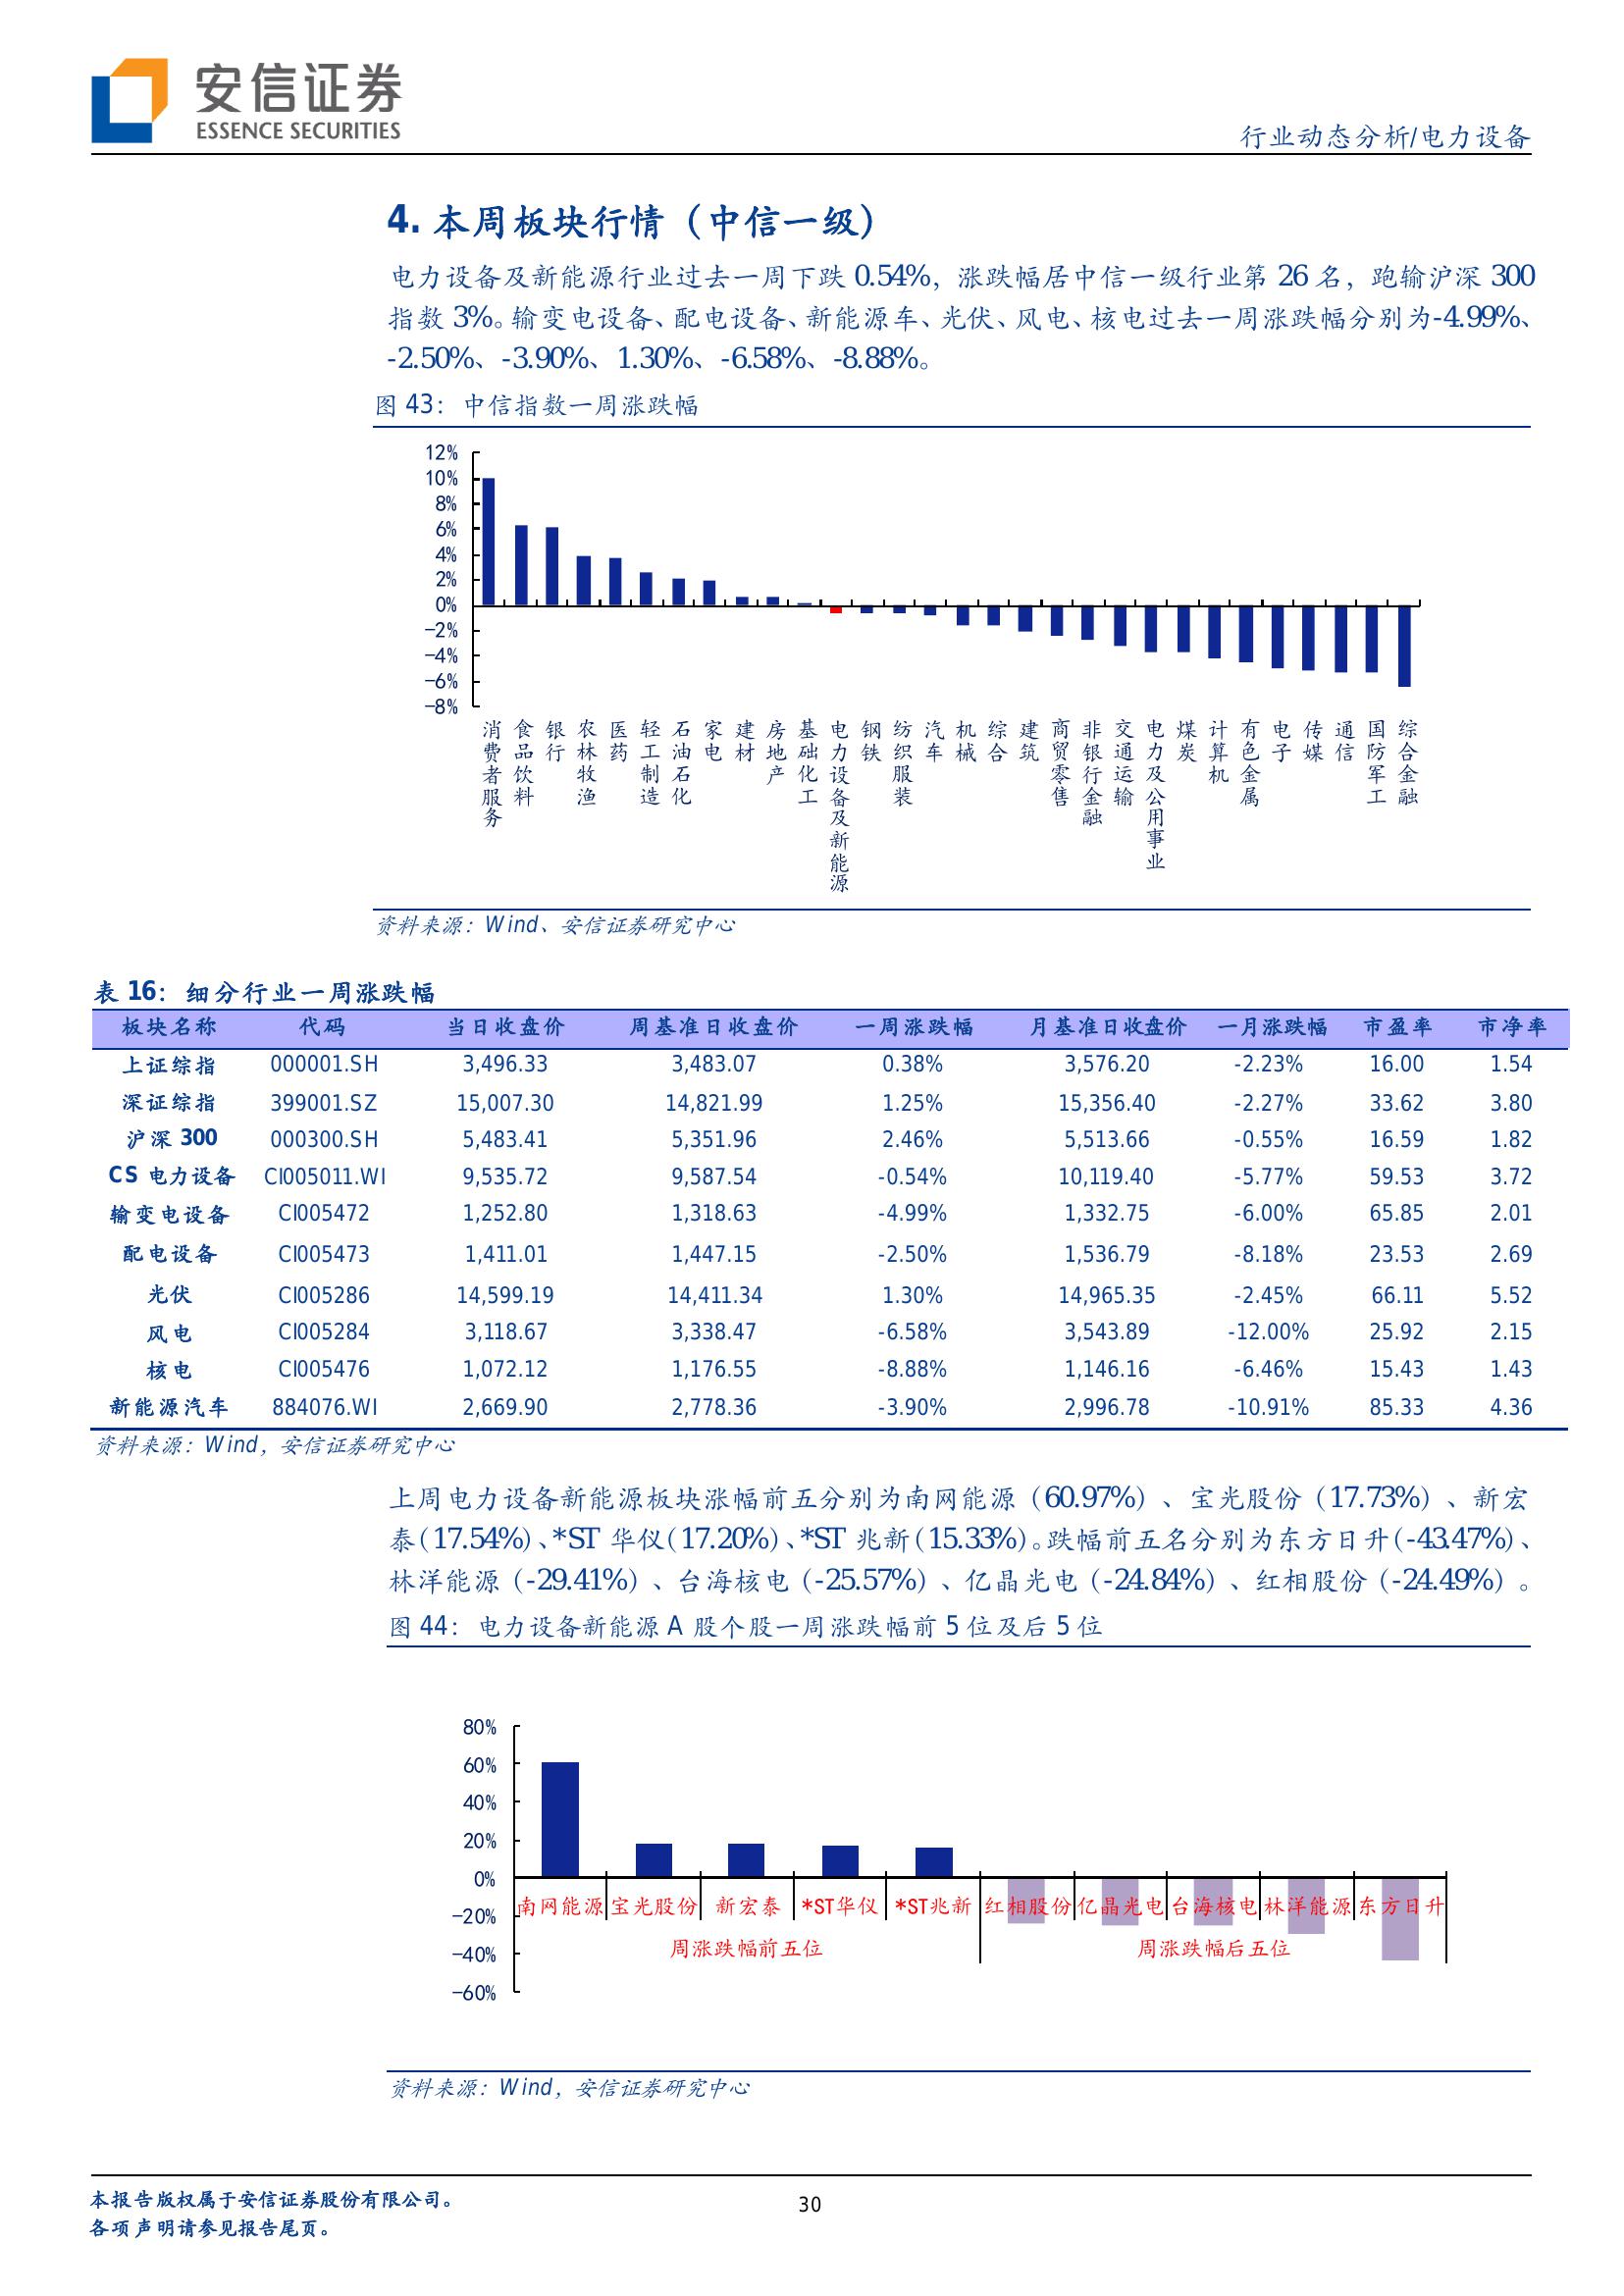 安信证券
ESSENCE SECURITIES
行业动态分析/电力设备
4. 本周板块行情（中信一级）
电力设备及新能源行业过去一周下跌 0.54%，涨跌幅居中信一级行业第 26 名，跑输沪深 300
指数 3%。输变电设备、配电设备、新能源车、光伏、风电、核电过去一周涨跌幅分别为-4.99%、
-2.50%、-3.90%、1.30%、-6.58%、-8.88%。
图 43：中信指数一周涨跌幅
12%
10%
8%
6%
4%
2%
0%
-2%
-4%
-6%
-8%
消费者服务 食品饮料 银行 农林牧渔 医药 轻工制造 石油石化 家电 建材 房地产 基础化工 电力设备及新能源 钢铁 纺织服装 汽车 机械 综合 建筑 商贸零售 非银行金融 交通运输 电力及公用事业 煤炭 计算机 有色金属 电子 传媒 通信 国防军工 综合金融
资料来源：Wind、安信证券研究中心
表 16：细分行业一周涨跌幅
板块名称 代码 当日收盘价 周基准日收盘价 一周涨跌幅 月基准日收盘价 一月涨跌幅 市盈率 市净率
上证综指 000001.SH 3,496.33 3,483.07 0.38% 3,576.20 -2.23% 16.00 1.54
深证综指 399001.SZ 15,007.30 14,821.99 1.25% 15,356.40 -2.27% 33.62 3.80
沪深 300 000300.SH 5,483.41 5,351.96 2.46% 5,513.66 -0.55% 16.59 1.82
CS 电力设备 CI005011.WI 9,535.72 9,587.54 -0.54% 10,119.40 -5.77% 59.53 3.72
输变电设备 CI005472 1,252.80 1,318.63 -4.99% 1,332.75 -6.00% 65.85 2.01
配电设备 CI005473 1,411.01 1,447.15 -2.50% 1,536.79 -8.18% 23.53 2.69
光伏 CI005286 14,599.19 14,411.34 1.30% 14,965.35 -2.45% 66.11 5.52
风电 CI005284 3,118.67 3,338.47 -6.58% 3,543.89 -12.00% 25.92 2.15
核电 CI005476 1,072.12 1,176.55 -8.88% 1,146.16 -6.46% 15.43 1.43
新能源汽车 884076.WI 2,669.90 2,778.36 -3.90% 2,996.78 -10.91% 85.33 4.36
资料来源：Wind，安信证券研究中心
上周电力设备新能源板块涨幅前五分别为南网能源（60.97%）、宝光股份（17.73%）、新宏
泰（17.54%）、*ST 华仪（17.20%）、*ST 兆新（15.33%）。跌幅前五名分别为东方日升（-43.47%）、
林洋能源（-29.41%）、台海核电（-25.57%）、亿晶光电（-24.84%）、红相股份（-24.49%）。
图 44：电力设备新能源 A 股个股一周涨跌幅前 5 位及后 5 位
80%
60%
40%
20%
0%
-20%
-40%
-60%
南网能源 宝光股份 新宏泰 *ST华仪 *ST兆新 红相股份 亿晶光电 台海核电 林洋能源 东方日升
周涨跌幅前五位 周涨跌幅后五位
资料来源：Wind，安信证券研究中心
本报告版权属于安信证券股份有限公司。
30
各项声明请参见报告尾页。